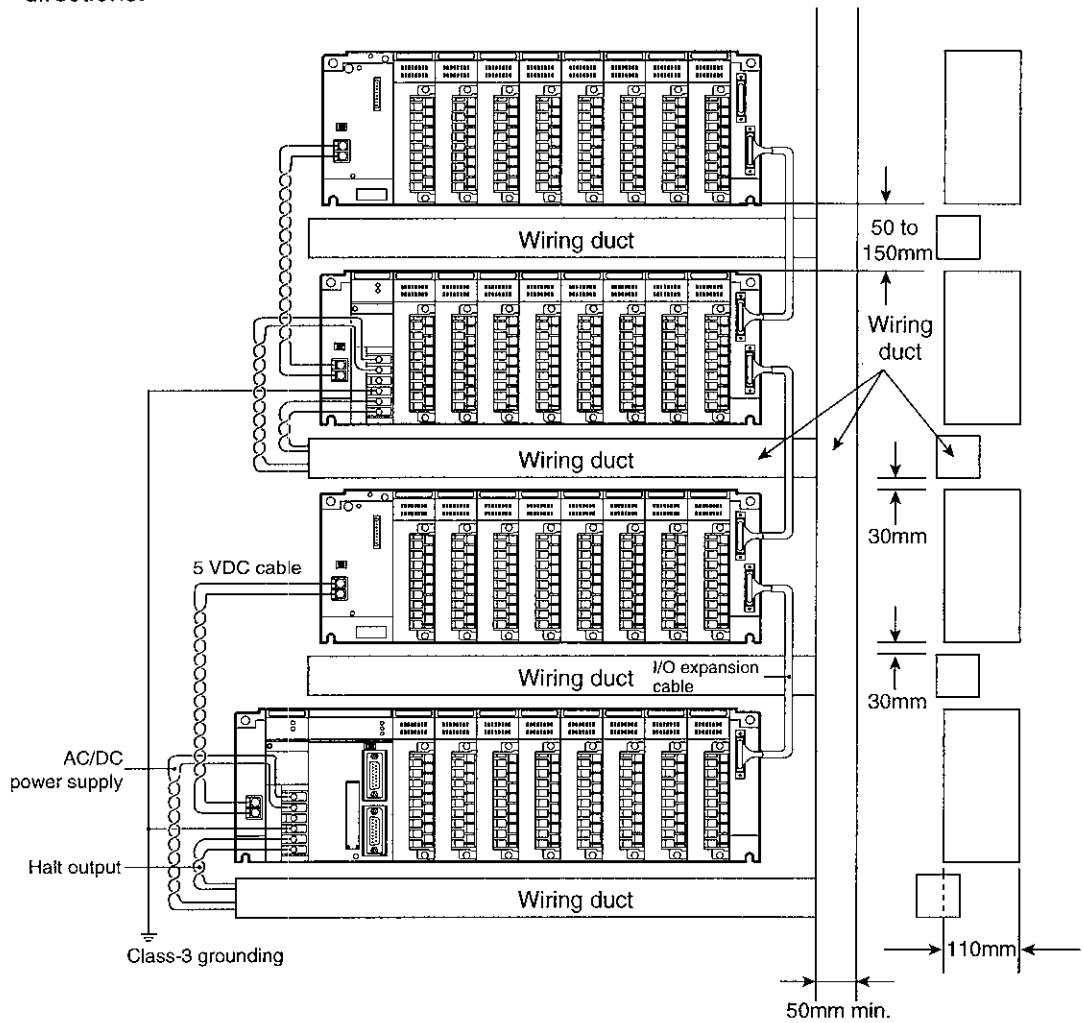 directions.
Wiring duct
50 to
150mm
Wiring
duct
Wiring duct
30mm
5 VDC cable
I/O expansion
cable
Wiring duct
30mm
AC/DC
power supply
Halt output
Wiring duct
Class-3 grounding
110mm
50mm min.